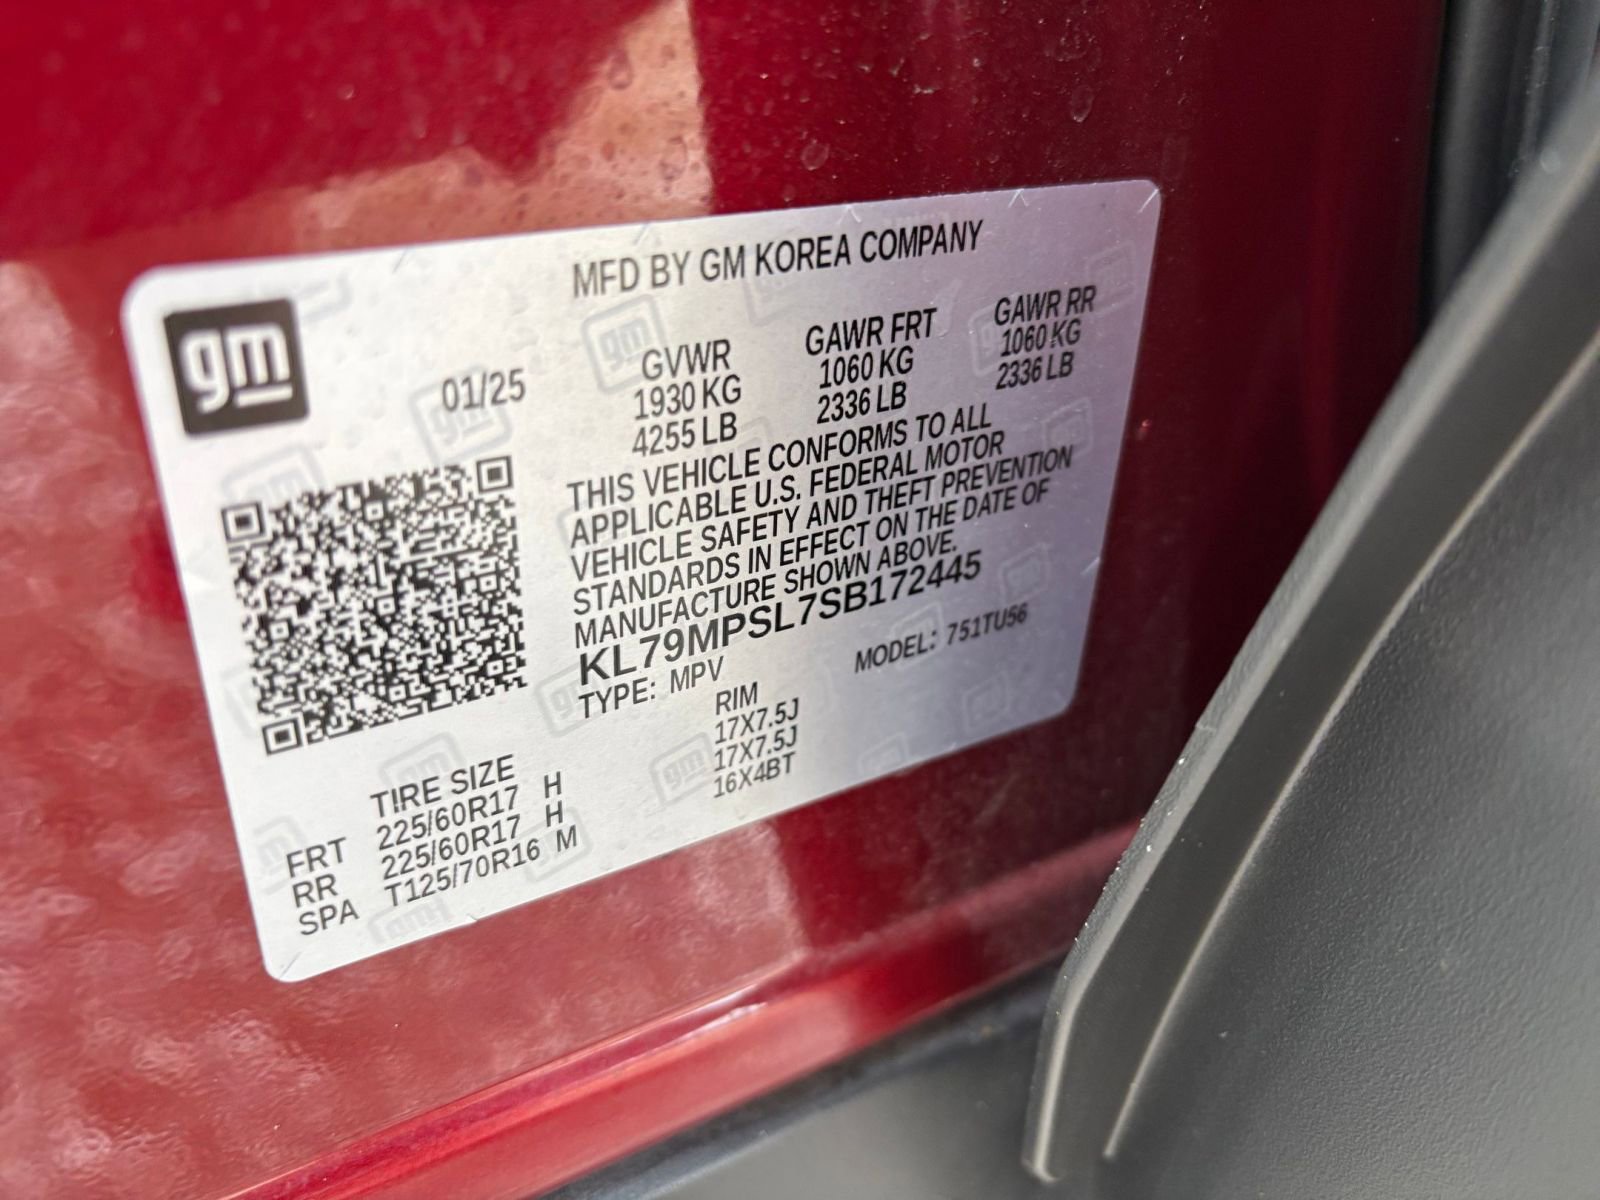 MFD BY GM KOREA COMPANY
gm
01/25
GVWR GAWR FRT GAWR RR
1930 KG 1060 KG 1060 KG
4255 LB 2336 LB 2336 LB
THIS VEHICLE CONFORMS TO ALL
APPLICABLE U.S. FEDERAL MOTOR
VEHICLE SAFETY AND THEFT PREVENTION
STANDARDS IN EFFECT ON THE DATE OF
MANUFACTURE SHOWN ABOVE.
KL79MPSL7SB172445
TYPE: MPV MODEL: 751TU56
TIRE SIZE RIM
FRT 225/60R17 H 17X7.5J
RR 225/60R17 H 17X7.5J
SPA T125/70R16 M 16X4BT